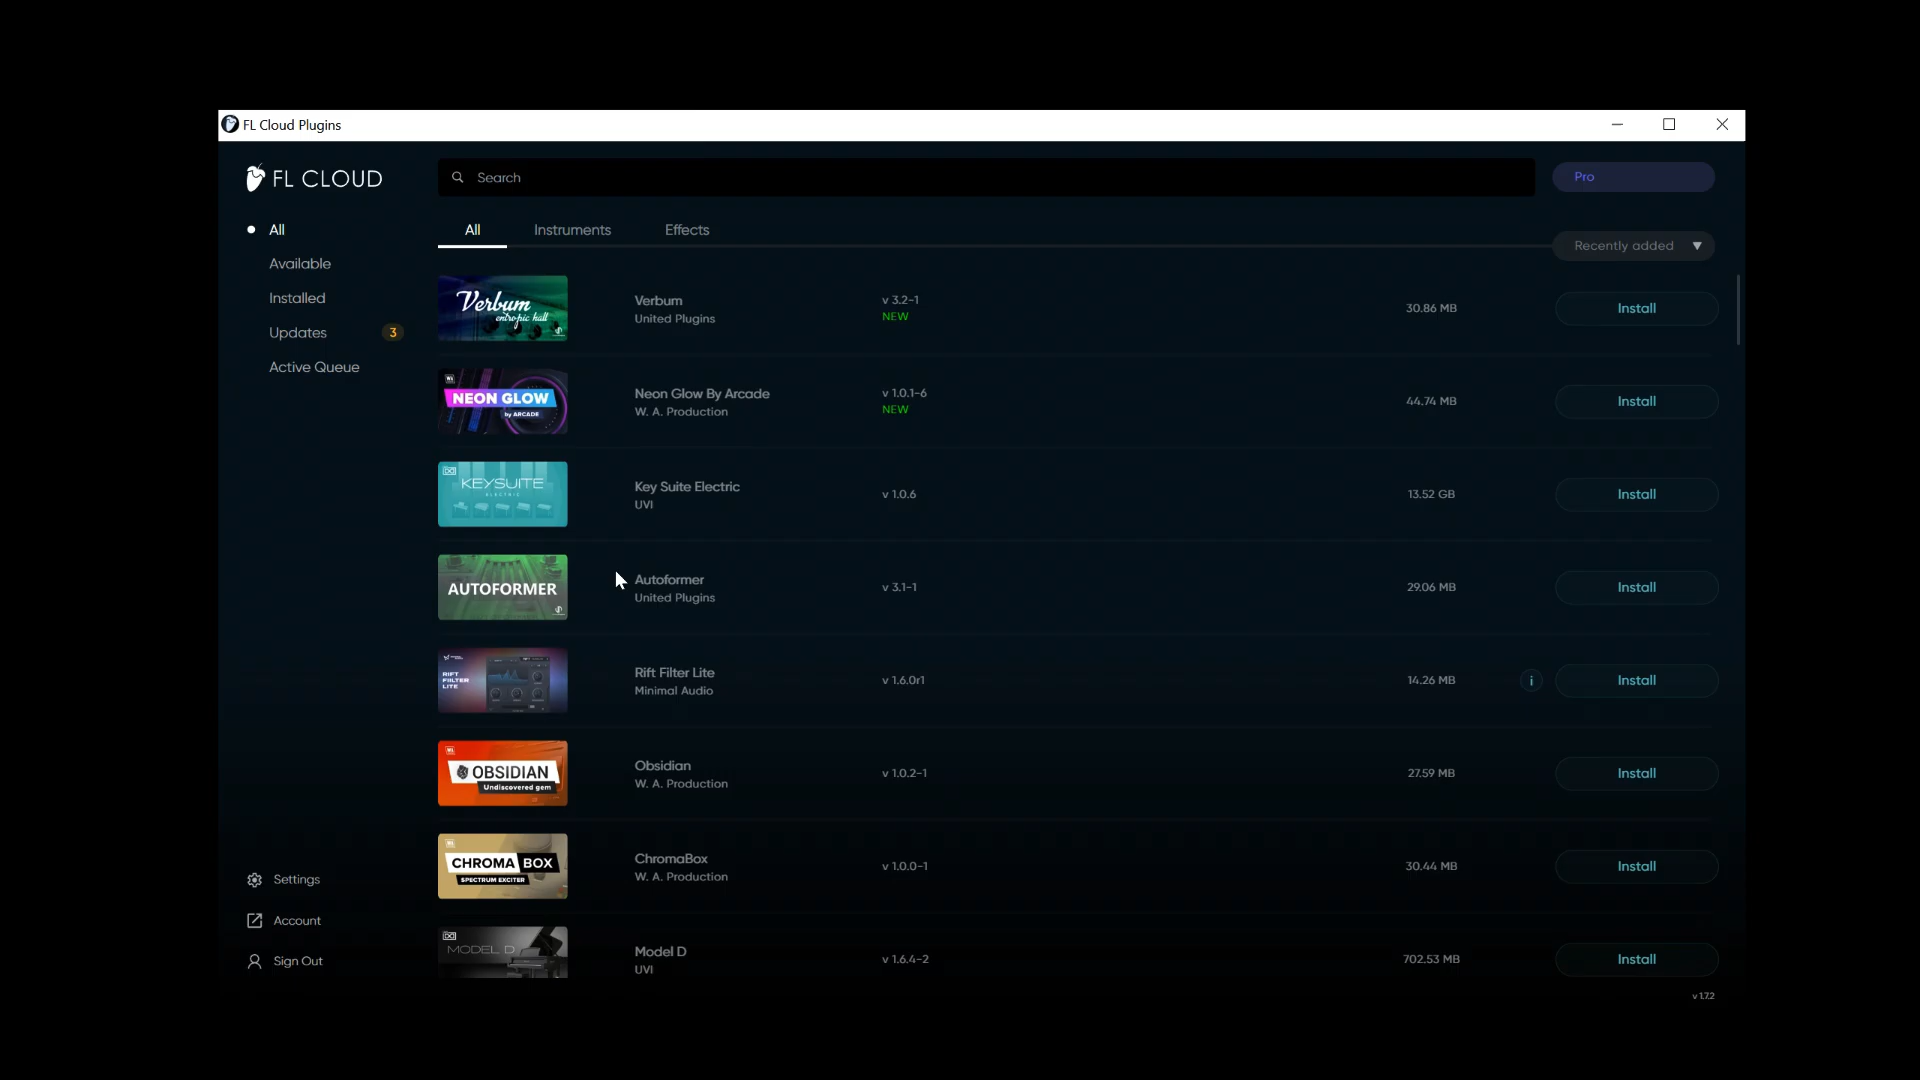 FL Cloud Plugins
FL CLOUD
Search
Pro
All
Available
Installed
Updates 3
Active Queue
All Instruments Effects
Recently added
Verbum
entropic hall
Verbum
United Plugins
v 3.2-1
NEW
30.86 MB
Install
NEON GLOW
by ARCADE
Neon Glow By Arcade
W. A. Production
v 1.0.1-6
NEW
44.74 MB
Install
KEYSUITE
ELECTRIC
Key Suite Electric
UVI
v 1.0.6
13.52 GB
Install
AUTOFORMER
Autoformer
United Plugins
v 3.1-1
29.06 MB
Install
RIFT
FILTER
LITE
Rift Filter Lite
Minimal Audio
v 1.6.0r1
14.26 MB
i
Install
OBSIDIAN
Undiscovered gem
Obsidian
W. A. Production
v 1.0.2-1
27.59 MB
Install
CHROMA BOX
SPECTRUM EXCITER
ChromaBox
W. A. Production
v 1.0.0-1
30.44 MB
Install
MODEL D
Model D
UVI
v 1.6.4-2
702.53 MB
Install
Settings
Account
Sign Out
v 1.7.2